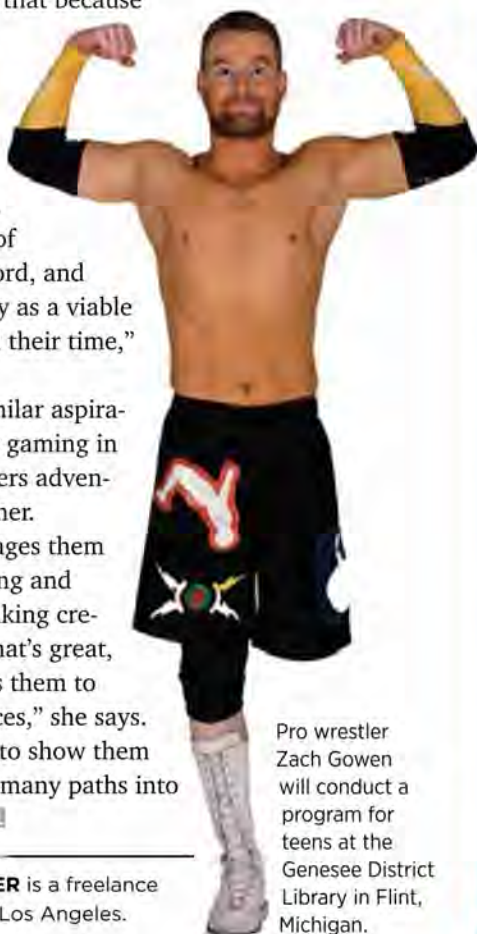 that because
of
ord, and
y as a viable
their time,”
milar aspira-
gaming in
ers adven-
her.
nges them
ng and
king cre-
hat’s great,
s them to
ces,” she says.
to show them
many paths into
ER is a freelance
Los Angeles.
Pro wrestler
Zach Gowen
will conduct a
program for
teens at the
Genesee District
Library in Flint,
Michigan.